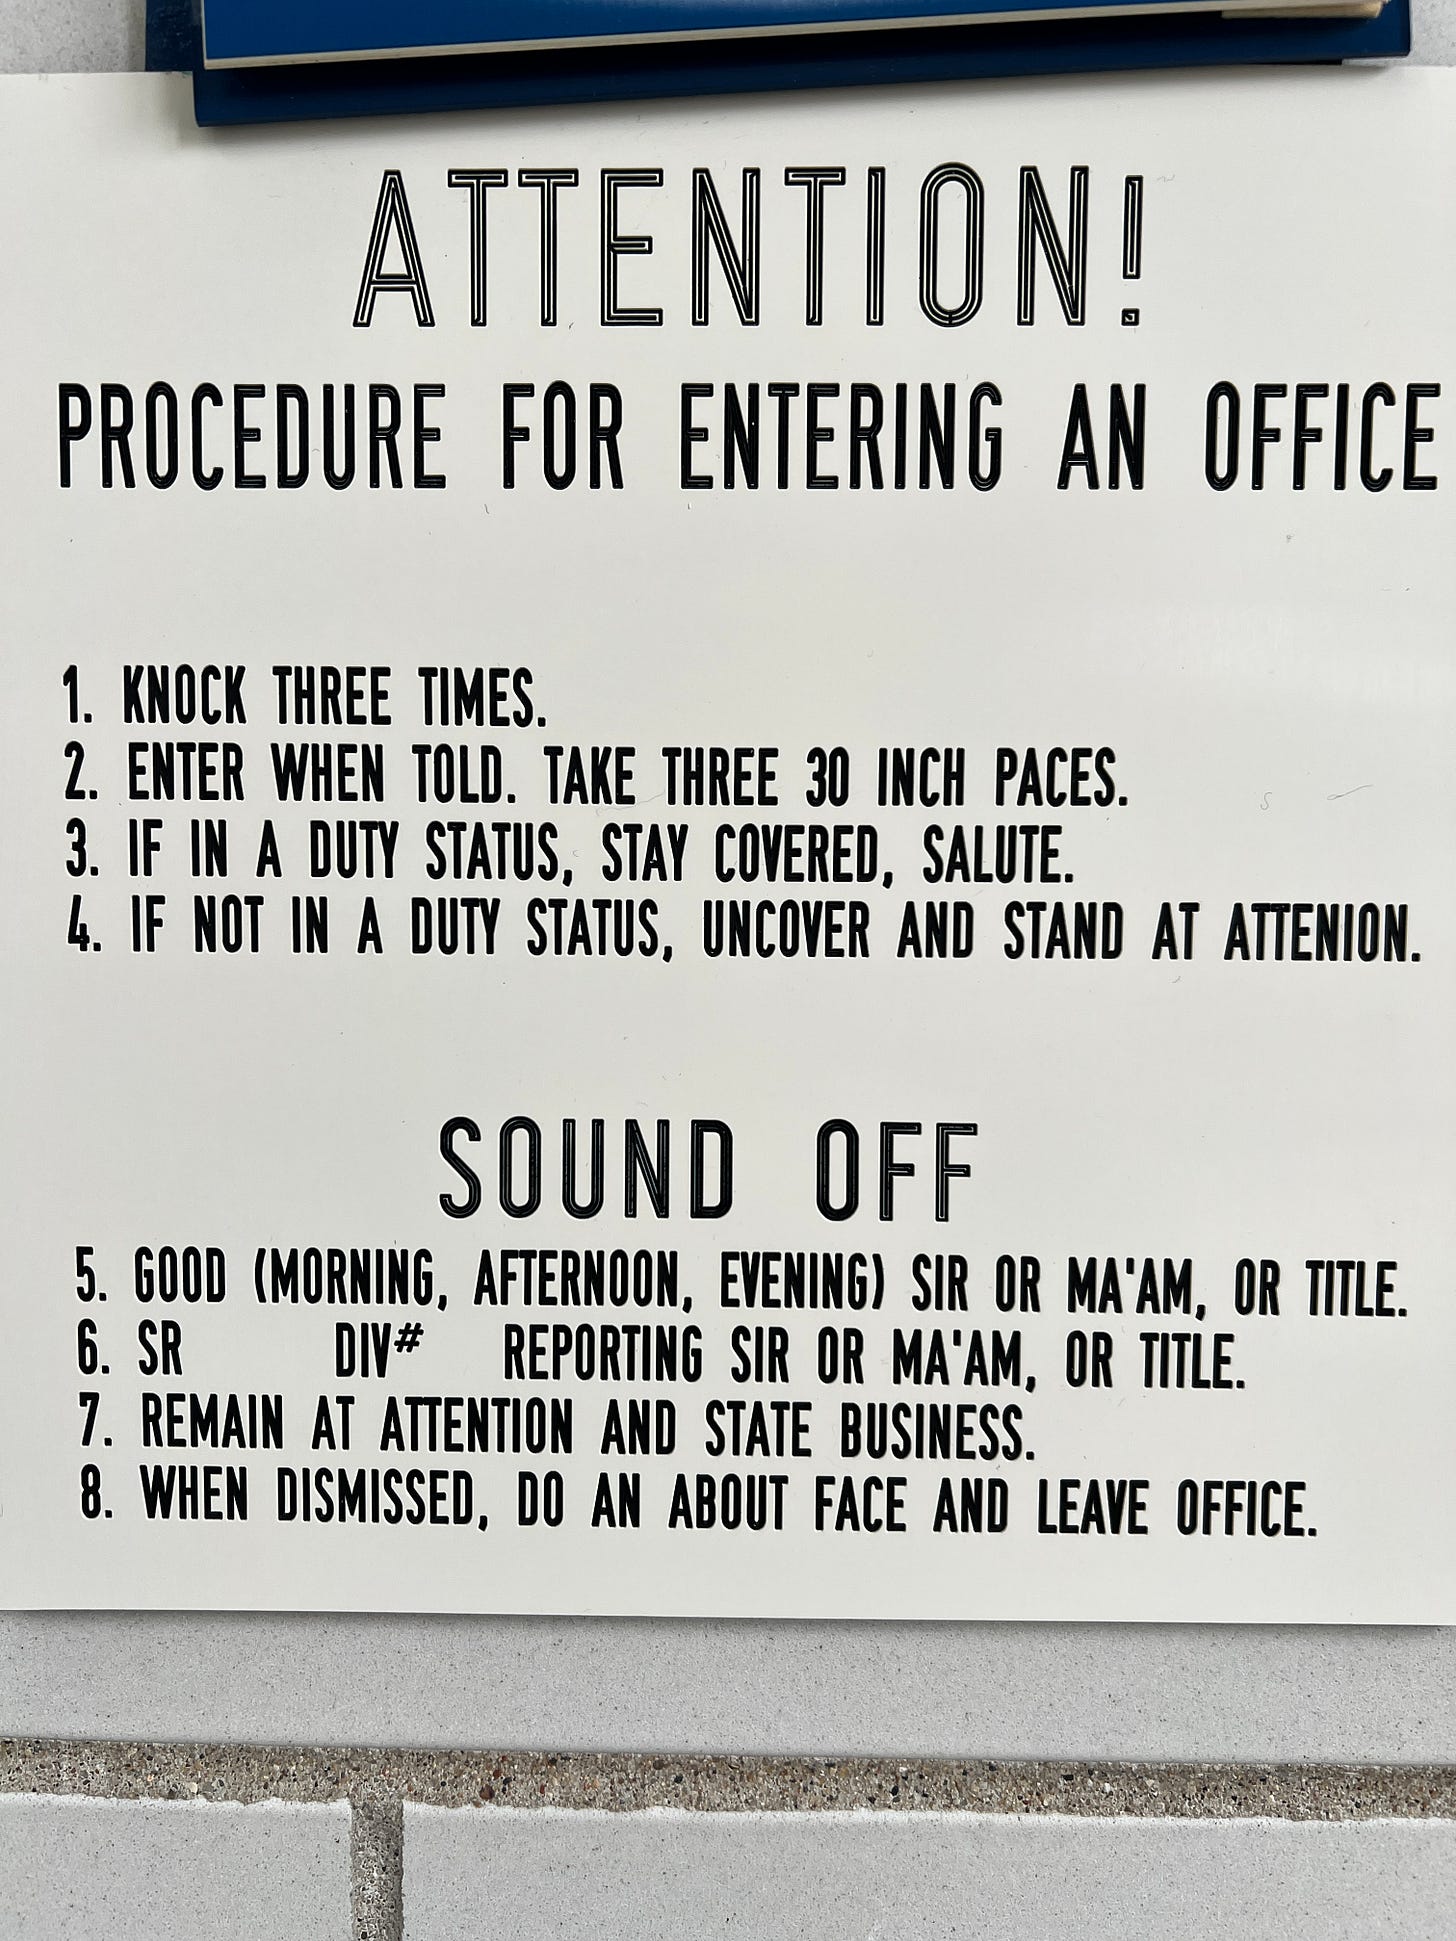 ATTENTION!
PROCEDURE FOR ENTERING AN OFFICE
1. KNOCK THREE TIMES.
2. ENTER WHEN TOLD. TAKE THREE 30 INCH PACES.
3. IF IN A DUTY STATUS, STAY COVERED, SALUTE.
4. IF NOT IN A DUTY STATUS, UNCOVER AND STAND AT ATTENION.
SOUND OFF
5. GOOD (MORNING, AFTERNOON, EVENING) SIR OR MA'AM, OR TITLE.
6. SR DIV# REPORTING SIR OR MA'AM, OR TITLE.
7. REMAIN AT ATTENTION AND STATE BUSINESS.
8. WHEN DISMISSED, DO AN ABOUT FACE AND LEAVE OFFICE.